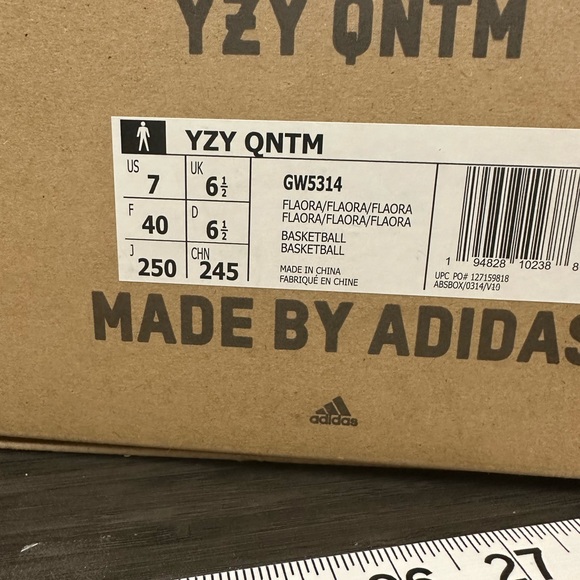 YZY QNTM
YZY QNTM
US 7 UK 6½
F 40 D 6½
J 250 CHN 245
GW5314
FLAORA/FLAORA/FLAORA
FLAORA/FLAORA/FLAORA
BASKETBALL
BASKETBALL
MADE IN CHINA
FABRIQUÉ EN CHINE
1 94828 10238 8
UPC PO# 127159818
ABSBOX/0314/V10
MADE BY ADIDAS
adidas
27